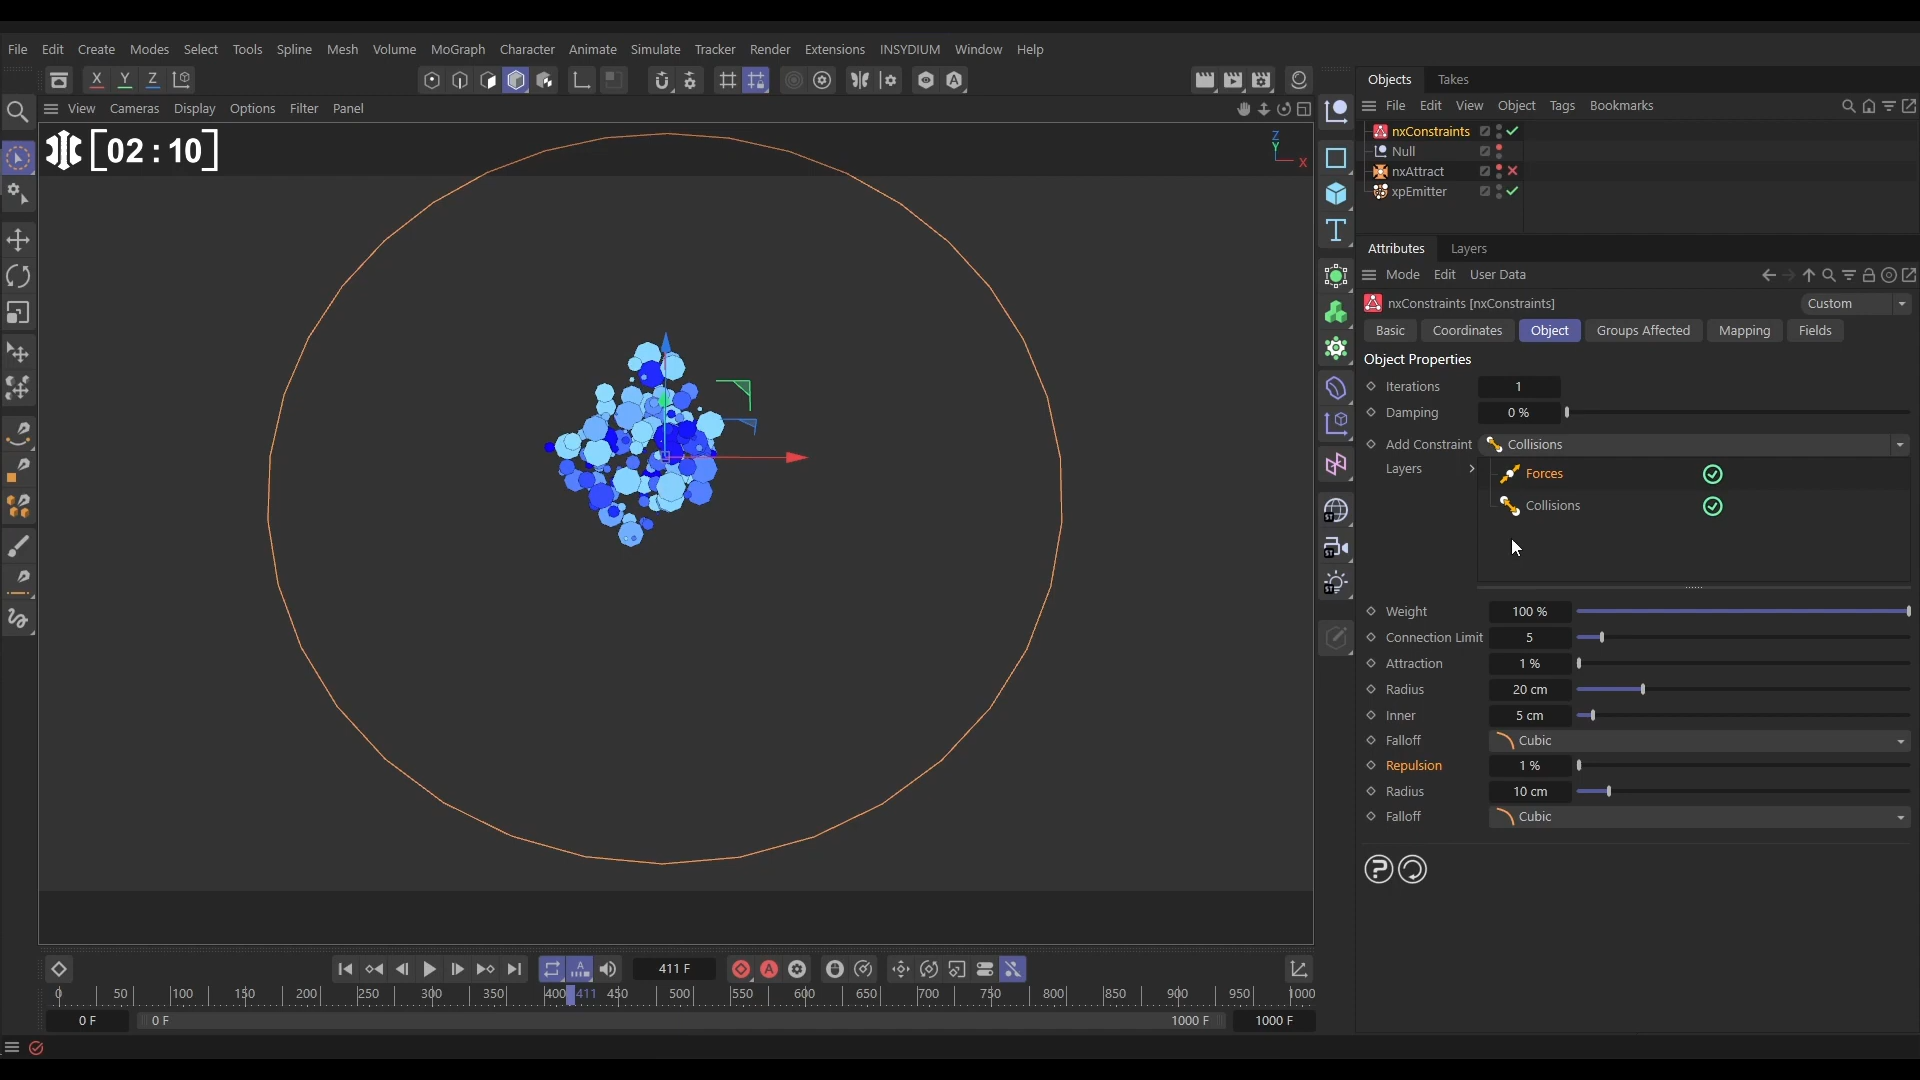 File Edit Create Modes Select Tools Spline Mesh Volume MoGraph Character Animate Simulate Tracker Render Extensions INSYDIUM Window Help
X Y Z
View Cameras Display Options Filter Panel
[02:10]
Z
Y
X
Objects Takes
File Edit View Object Tags Bookmarks
nxConstraints
Null
nxAttract
xpEmitter
Attributes Layers
Mode Edit User Data
nxConstraints [nxConstraints] Custom
Basic Coordinates Object Groups Affected Mapping Fields
Object Properties
Iterations 1
Damping 0 %
Add Constraint Collisions
Layers Forces
Collisions
Weight 100 %
Connection Limit 5
Attraction 1 %
Radius 20 cm
Inner 5 cm
Falloff Cubic
Repulsion 1 %
Radius 10 cm
Falloff Cubic
411 F
0 50 100 150 200 250 300 350 400 411 450 500 550 600 650 700 750 800 850 900 950 1000
0 F 0 F 1000 F 1000 F